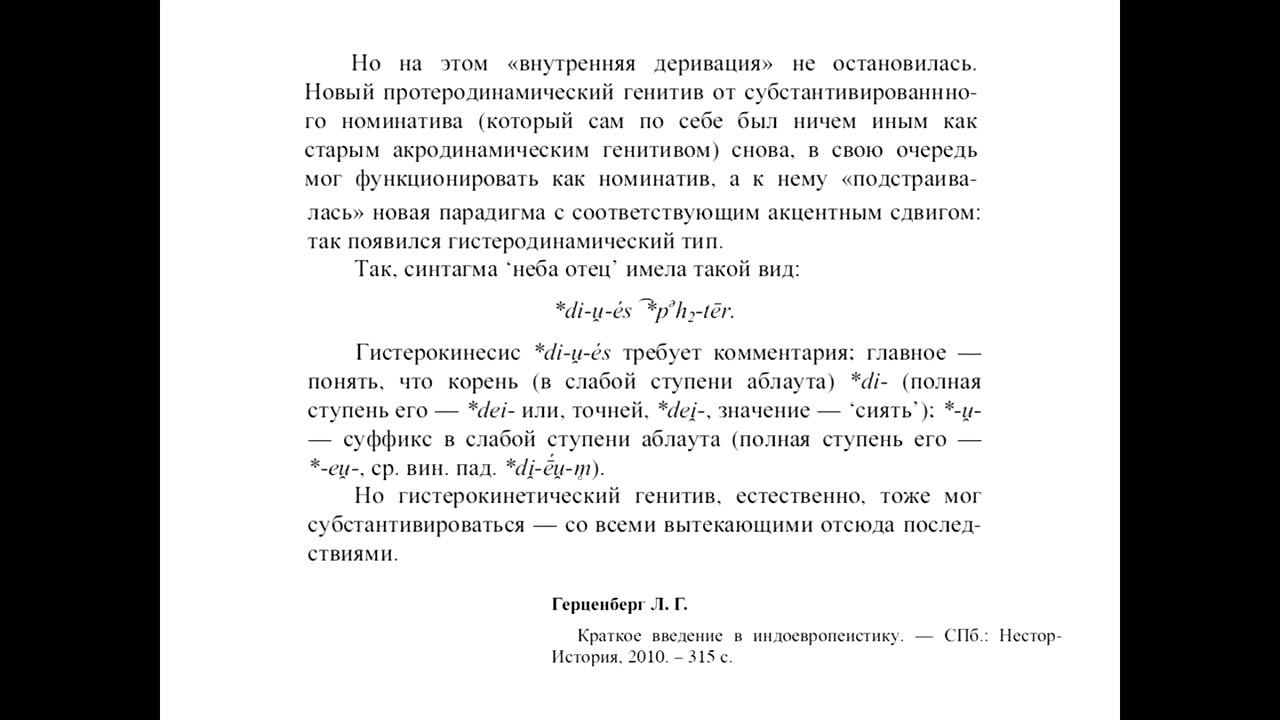 Но на этом «внутренняя деривация» не остановилась.
Новый протеродинамический генитив от субстантивированнно-
го номинатива (который сам по себе был ничем иным как
старым акродинамическим генитивом) снова, в свою очередь
мог функционировать как номинатив, а к нему «подстраива-
лась» новая парадигма с соответствующим акцентным сдвигом:
так появился гистеродинамический тип.
Так, синтагма ‘неба отец’ имела такой вид:
*di-u̯-és ⁀*pᵊh₂-tēr.
Гистерокинесис *di-u̯-és требует комментария: главное —
понять, что корень (в слабой ступени аблаута) *di- (полная
ступень его — *dei- или, точней, *dei̯-, значение — ‘сиять’); *-u̯-
— суффикс в слабой ступени аблаута (полная ступень его —
*-eu̯-, ср. вин. пад. *di̯-ḗu̯-m̥).
Но гистерокинетический генитив, естественно, тоже мог
субстантивироваться — со всеми вытекающими отсюда послед-
ствиями.
Герценберг Л. Г.
Краткое введение в индоевропеистику. — СПб.: Нестор-
История, 2010. – 315 с.